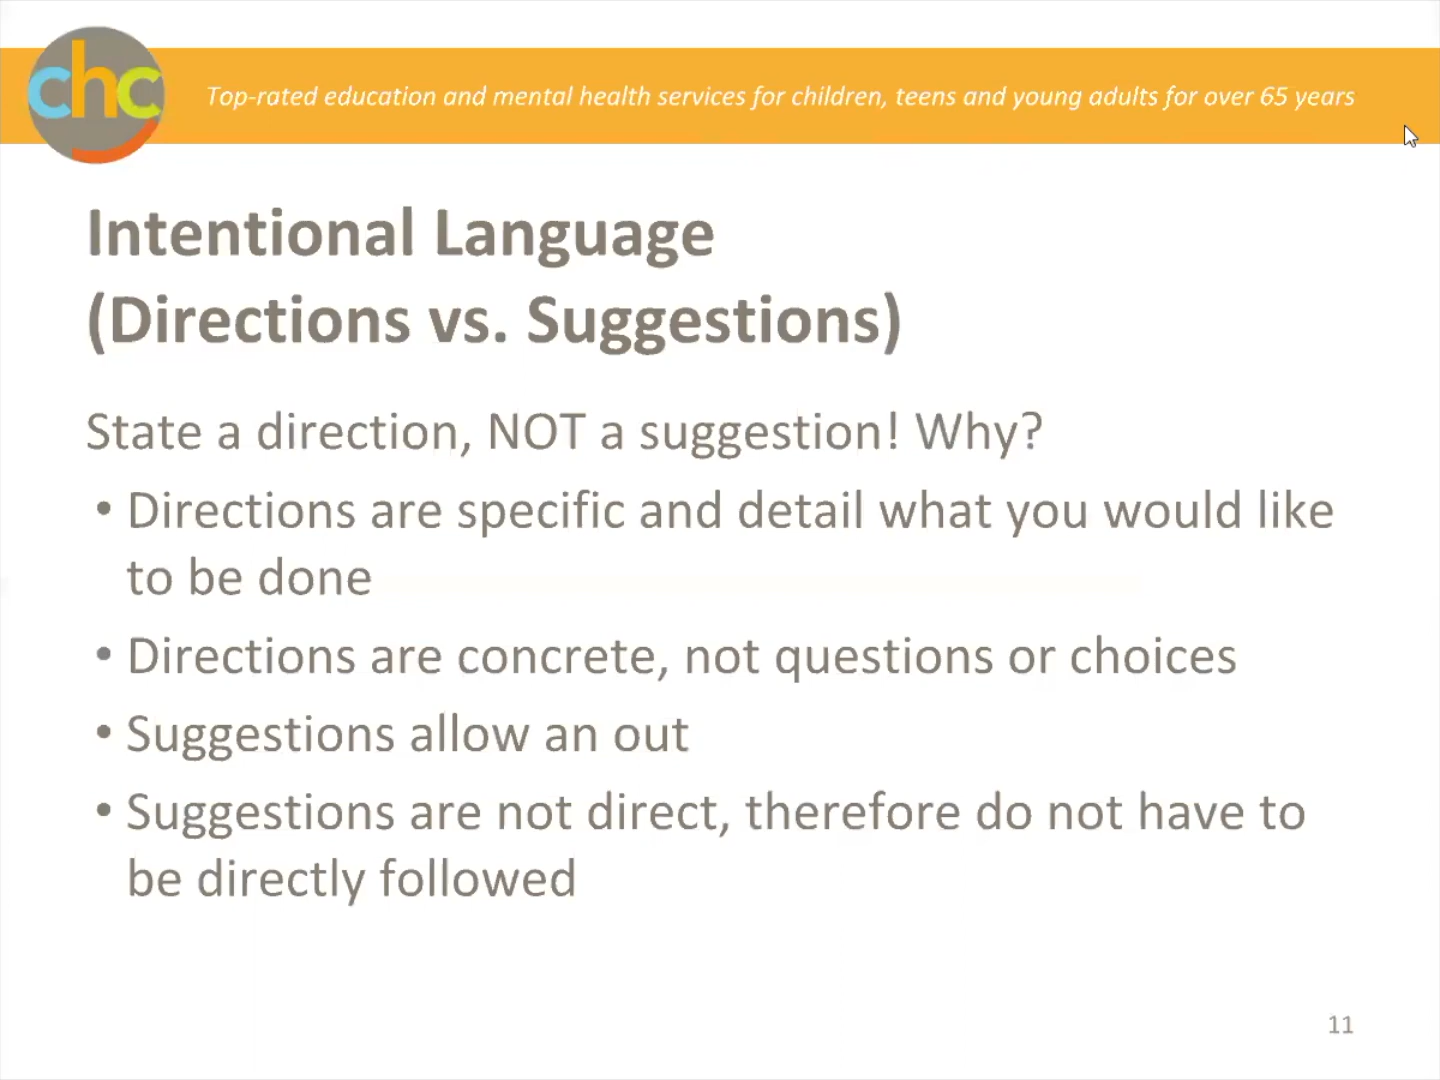 chc
Top-rated education and mental health services for children, teens and young adults for over 65 years
Intentional Language
(Directions vs. Suggestions)
State a direction, NOT a suggestion! Why?
• Directions are specific and detail what you would like
to be done
• Directions are concrete, not questions or choices
• Suggestions allow an out
• Suggestions are not direct, therefore do not have to
be directly followed
11